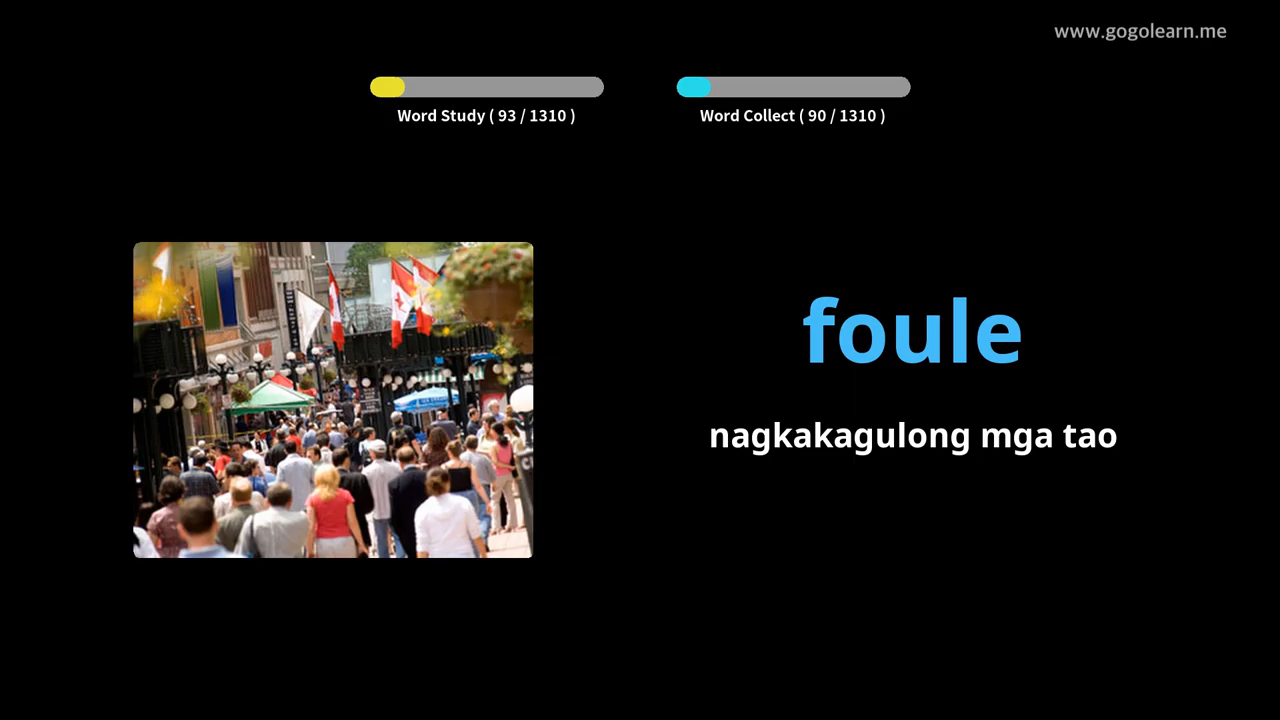 www.gogolearn.me
Word Study ( 93 / 1310 )
Word Collect ( 90 / 1310 )
foule
nagkakagulong mga tao